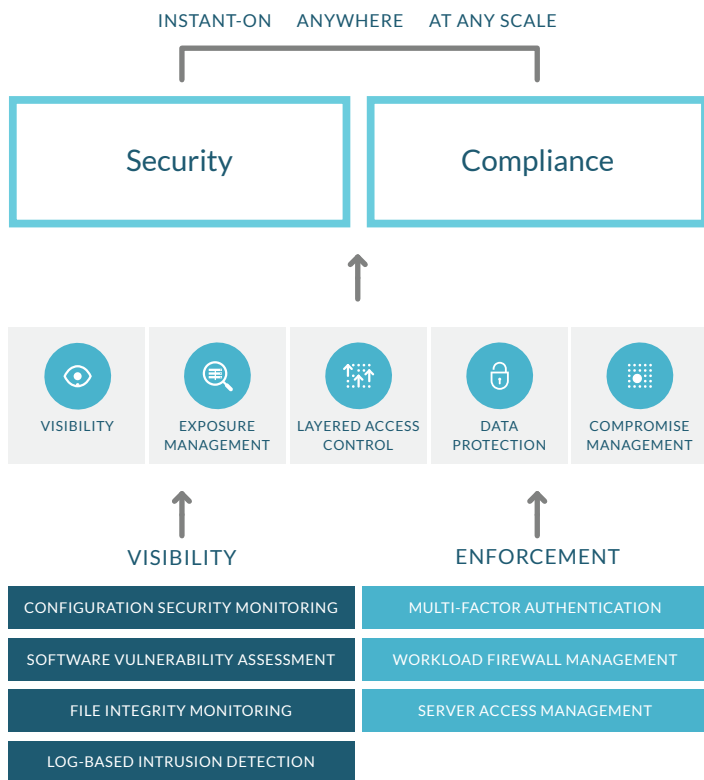 INSTANT-ON ANYWHERE AT ANY SCALE
Security
Compliance
VISIBILITY
EXPOSURE
MANAGEMENT
LAYERED ACCESS
CONTROL
DATA
PROTECTION
COMPROMISE
MANAGEMENT
VISIBILITY
CONFIGURATION SECURITY MONITORING
SOFTWARE VULNERABILITY ASSESSMENT
FILE INTEGRITY MONITORING
LOG-BASED INTRUSION DETECTION
ENFORCEMENT
MULTI-FACTOR AUTHENTICATION
WORKLOAD FIREWALL MANAGEMENT
SERVER ACCESS MANAGEMENT